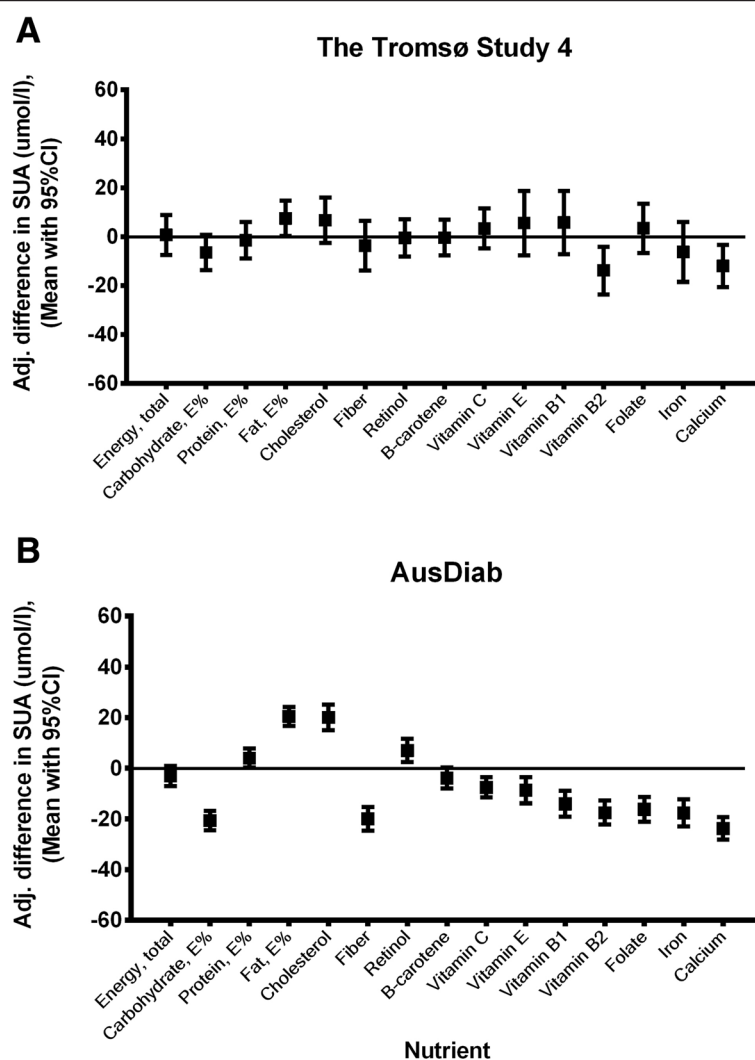 A
The Tromsø Study 4
Adj. difference in SUA (umol/l),
(Mean with 95%CI)
60
40
20
0
-20
-40
-60
Energy, total
Carbohydrate, E%
Protein, E%
Fat, E%
Cholesterol
Fiber
Retinol
B-carotene
Vitamin C
Vitamin E
Vitamin B1
Vitamin B2
Folate
Iron
Calcium
B
AusDiab
Adj. difference in SUA (umol/l),
(Mean with 95%CI)
60
40
20
0
-20
-40
-60
Energy, total
Carbohydrate, E%
Protein, E%
Fat, E%
Cholesterol
Fiber
Retinol
B-carotene
Vitamin C
Vitamin E
Vitamin B1
Vitamin B2
Folate
Iron
Calcium
Nutrient